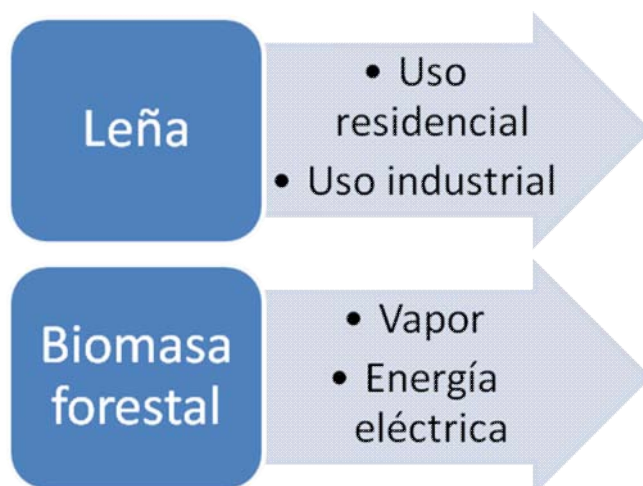 Leña
• Uso
residencial
• Uso industrial
Biomasa
forestal
• Vapor
• Energía
eléctrica